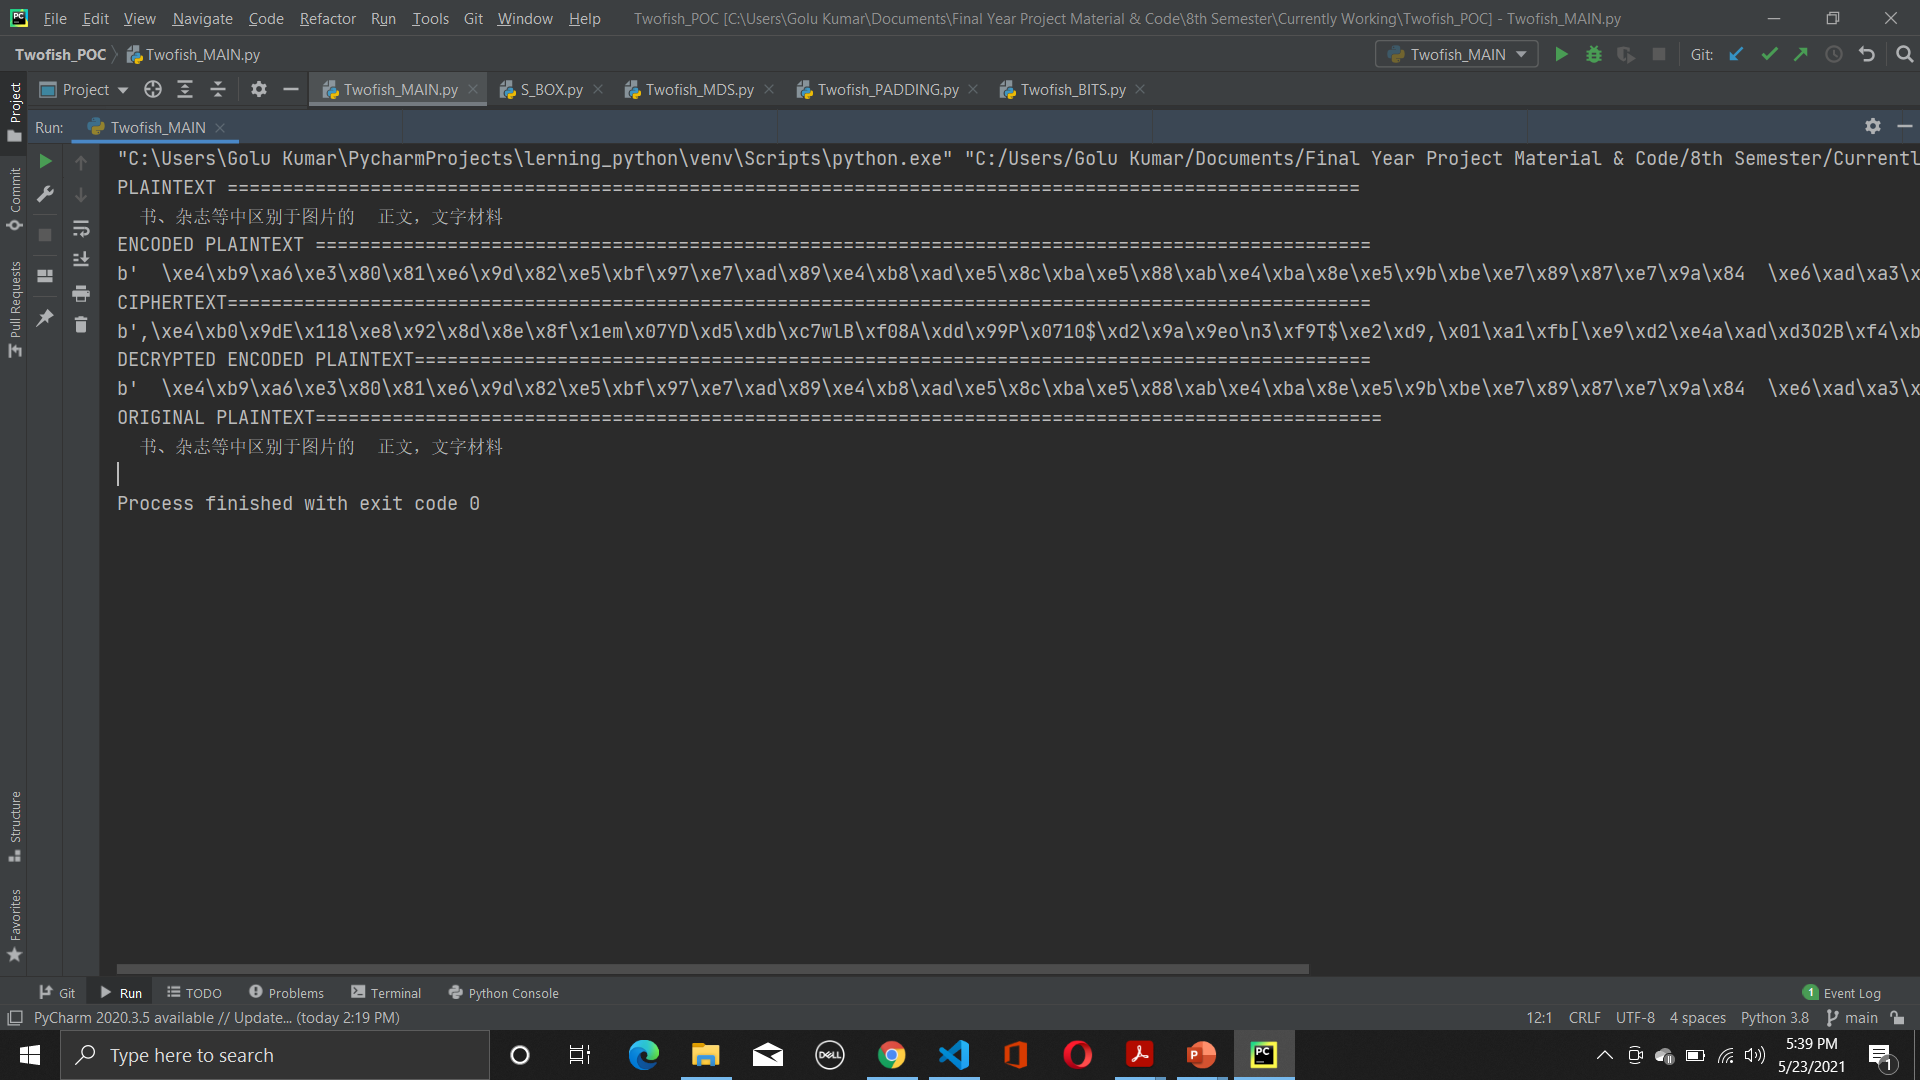 File Edit View Navigate Code Refactor Run Tools Git Window Help Twofish_POC [C:\Users\Golu Kumar\Documents\Final Year Project Material & Code\8th Semester\Currently Working\Twofish_POC] - Twofish_MAIN.py
Twofish_POC Twofish_MAIN.py Twofish_MAIN Git:
Project Twofish_MAIN.py S_BOX.py Twofish_MDS.py Twofish_PADDING.py Twofish_BITS.py
Run: Twofish_MAIN
Project
Commit
Pull Requests
Structure
Favorites
"C:\Users\Golu Kumar\PycharmProjects\lerning_python\venv\Scripts\python.exe" "C:/Users/Golu Kumar/Documents/Final Year Project Material & Code/8th Semester/Currentl
PLAINTEXT =======================================================================================================
书、杂志等中区别于图片的  正文，文字材料
ENCODED PLAINTEXT ================================================================================================
b'  \xe4\xb9\xa6\xe3\x80\x81\xe6\x9d\x82\xe5\xbf\x97\xe7\xad\x89\xe4\xb8\xad\xe5\x8c\xba\xe5\x88\xab\xe4\xba\x8e\xe5\x9b\xbe\xe7\x89\x87\xe7\x9a\x84  \xe6\xad\xa3\x
CIPHERTEXT========================================================================================================
b',\xe4\xb0\x9dE\x118\xe8\x92\x8d\x8e\x8f\x1em\x07YD\xd5\xdb\xc7wlB\xf08A\xdd\x99P\x0710$\xd2\x9a\x9eo\n3\xf9T$\xe2\xd9,\x01\xa1\xfb[\xe9\xd2\xe4a\xad\xd3O2B\xf4\xb
DECRYPTED ENCODED PLAINTEXT=======================================================================================
b'  \xe4\xb9\xa6\xe3\x80\x81\xe6\x9d\x82\xe5\xbf\x97\xe7\xad\x89\xe4\xb8\xad\xe5\x8c\xba\xe5\x88\xab\xe4\xba\x8e\xe5\x9b\xbe\xe7\x89\x87\xe7\x9a\x84  \xe6\xad\xa3\x
ORIGINAL PLAINTEXT=================================================================================================
书、杂志等中区别于图片的  正文，文字材料
Process finished with exit code 0
Git Run TODO Problems Terminal Python Console 1 Event Log
PyCharm 2020.3.5 available // Update... (today 2:19 PM) 12:1 CRLF UTF-8 4 spaces Python 3.8 main
Type here to search
5:39 PM
5/23/2021
1